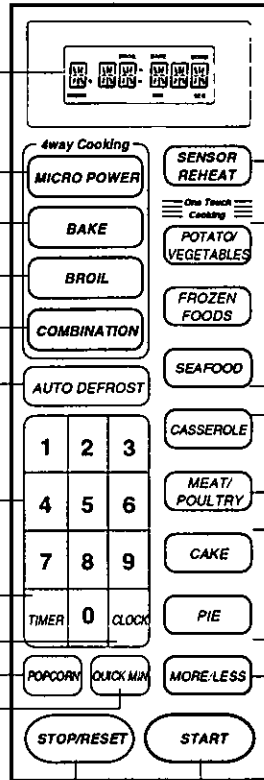 4way Cooking
MICRO POWER
BAKE
BROIL
COMBINATION
AUTO DEFROST
1 2 3
4 5 6
7 8 9
TIMER 0 CLOCK
POPCORN QUICK MIN
STOP/RESET
SENSOR
REHEAT
One Touch
Cooking
POTATO/
VEGETABLES
FROZEN
FOODS
SEAFOOD
CASSEROLE
MEAT/
POULTRY
CAKE
PIE
MORE/LESS
START